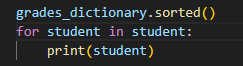 grades_dictionary.sorted()
for student in student:
    print(student)